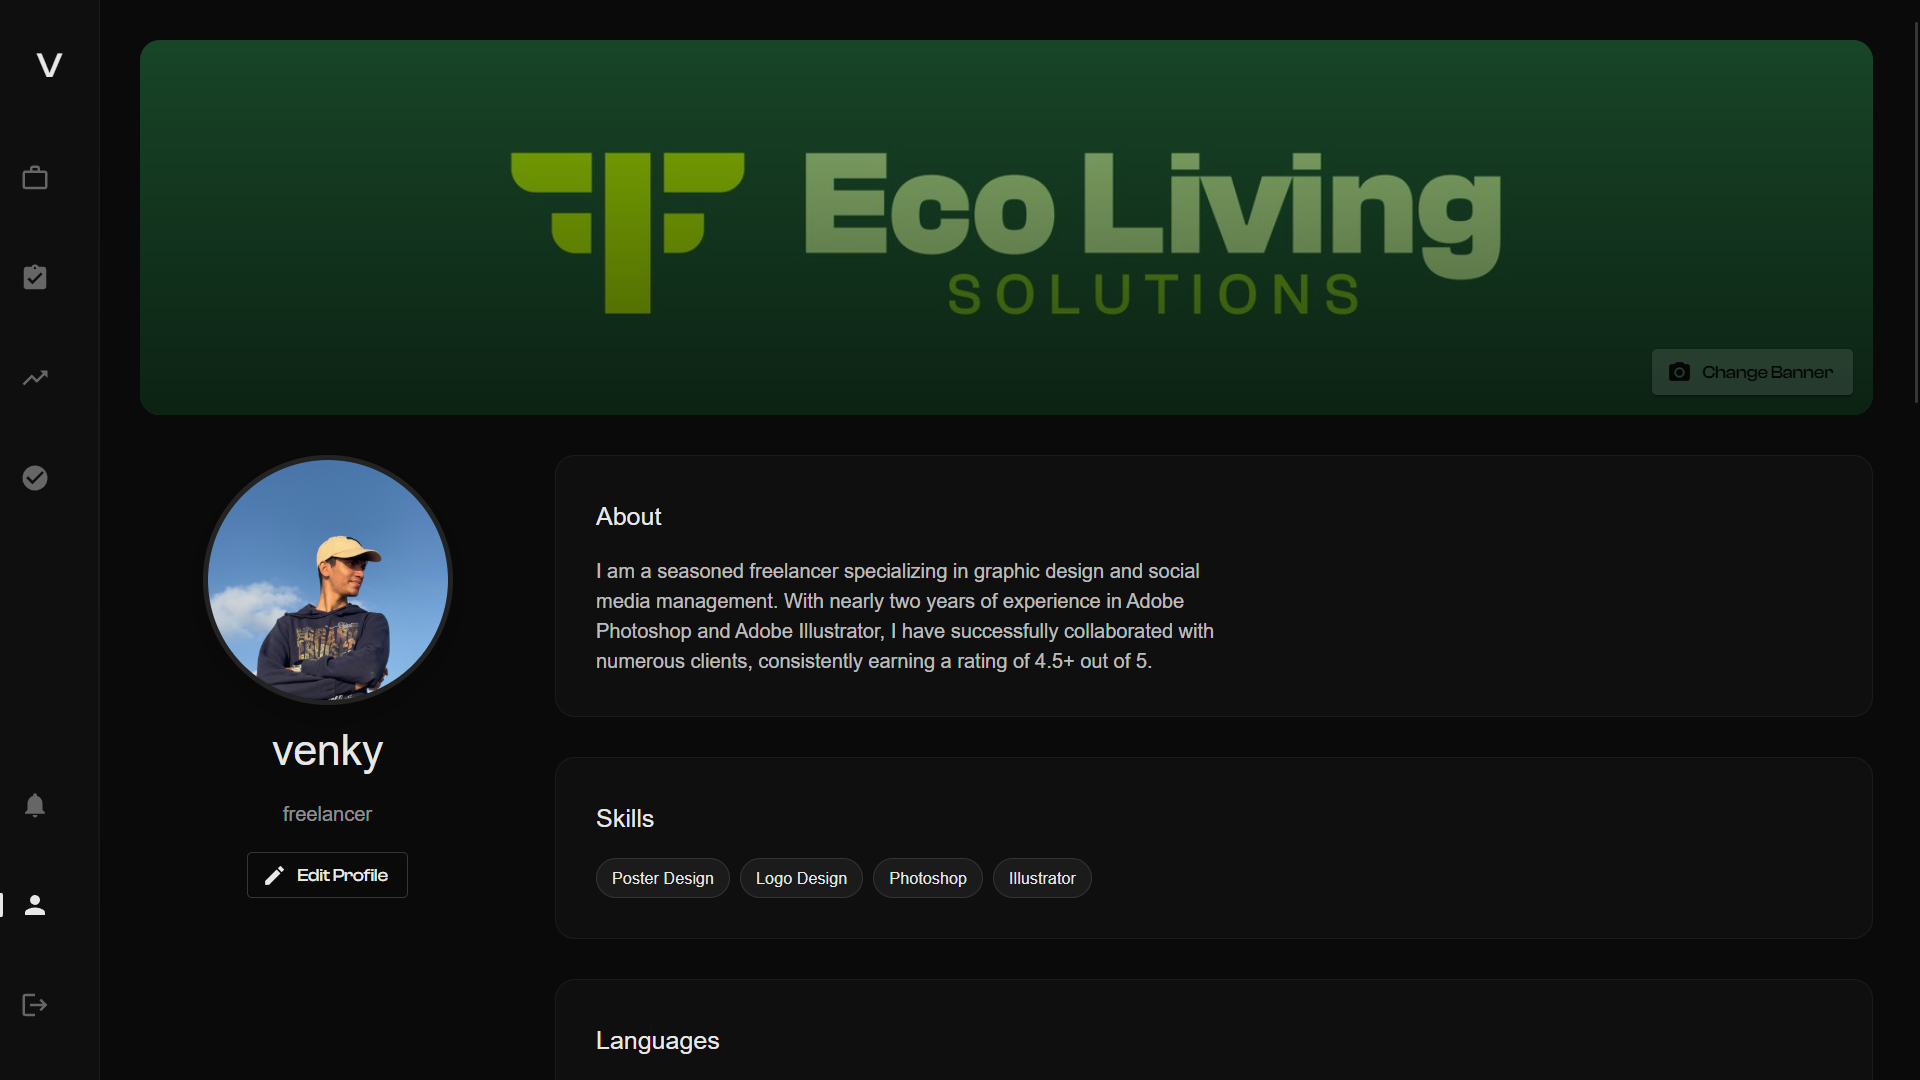 V
Eco Living
SOLUTIONS
Change Banner
venky
freelancer
Edit Profile
About
I am a seasoned freelancer specializing in graphic design and social
media management. With nearly two years of experience in Adobe
Photoshop and Adobe Illustrator, I have successfully collaborated with
numerous clients, consistently earning a rating of 4.5+ out of 5.
Skills
Poster Design
Logo Design
Photoshop
Illustrator
Languages